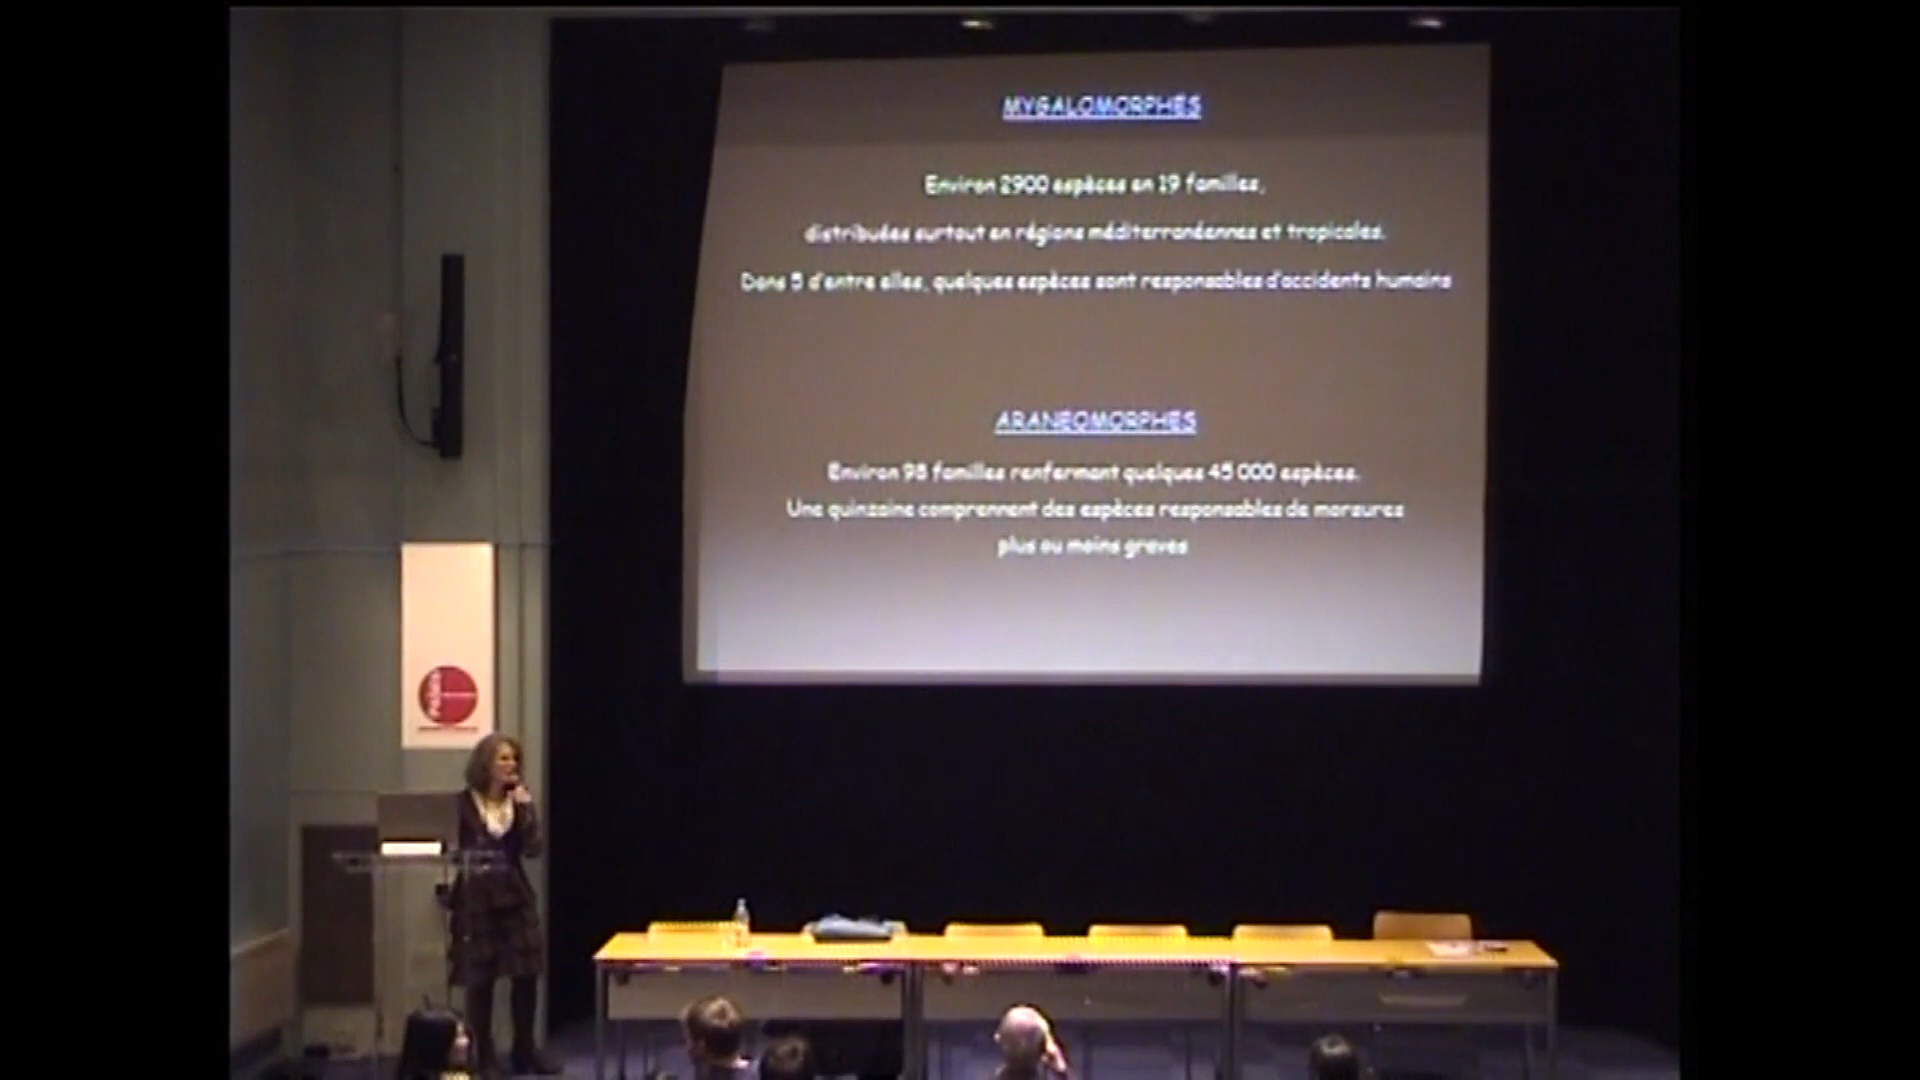 MYGALOMORPHES
Environ 2900 espèces en 19 familles,
distribuées surtout en régions méditerranéennes et tropicales.
Dans 5 d'entre elles, quelques espèces sont responsables d'accidents humains
ARANEOMORPHES
Environ 98 familles renfermant quelques 45 000 espèces.
Une quinzaine comprennent des espèces responsables de morsures
plus ou moins graves